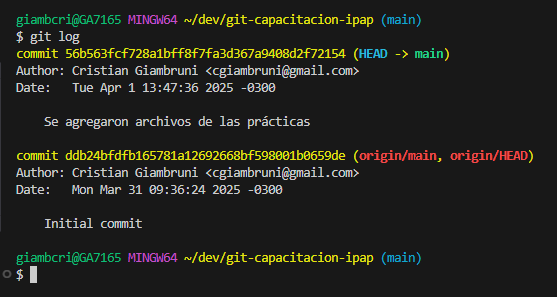 giambcri@GA7165 MINGW64 ~/dev/git-capacitacion-ipap (main)
$ git log
commit 56b563fcf728a1bff8f7fa3d367a9408d2f72154 (HEAD -> main)
Author: Cristian Giambruni <cgiambruni@gmail.com>
Date:   Tue Apr 1 13:47:36 2025 -0300
    Se agregaron archivos de las prácticas
commit ddb24bfdfb165781a12692668bf598001b0659de (origin/main, origin/HEAD)
Author: Cristian Giambruni <cgiambruni@gmail.com>
Date:   Mon Mar 31 09:36:24 2025 -0300
    Initial commit
giambcri@GA7165 MINGW64 ~/dev/git-capacitacion-ipap (main)
$